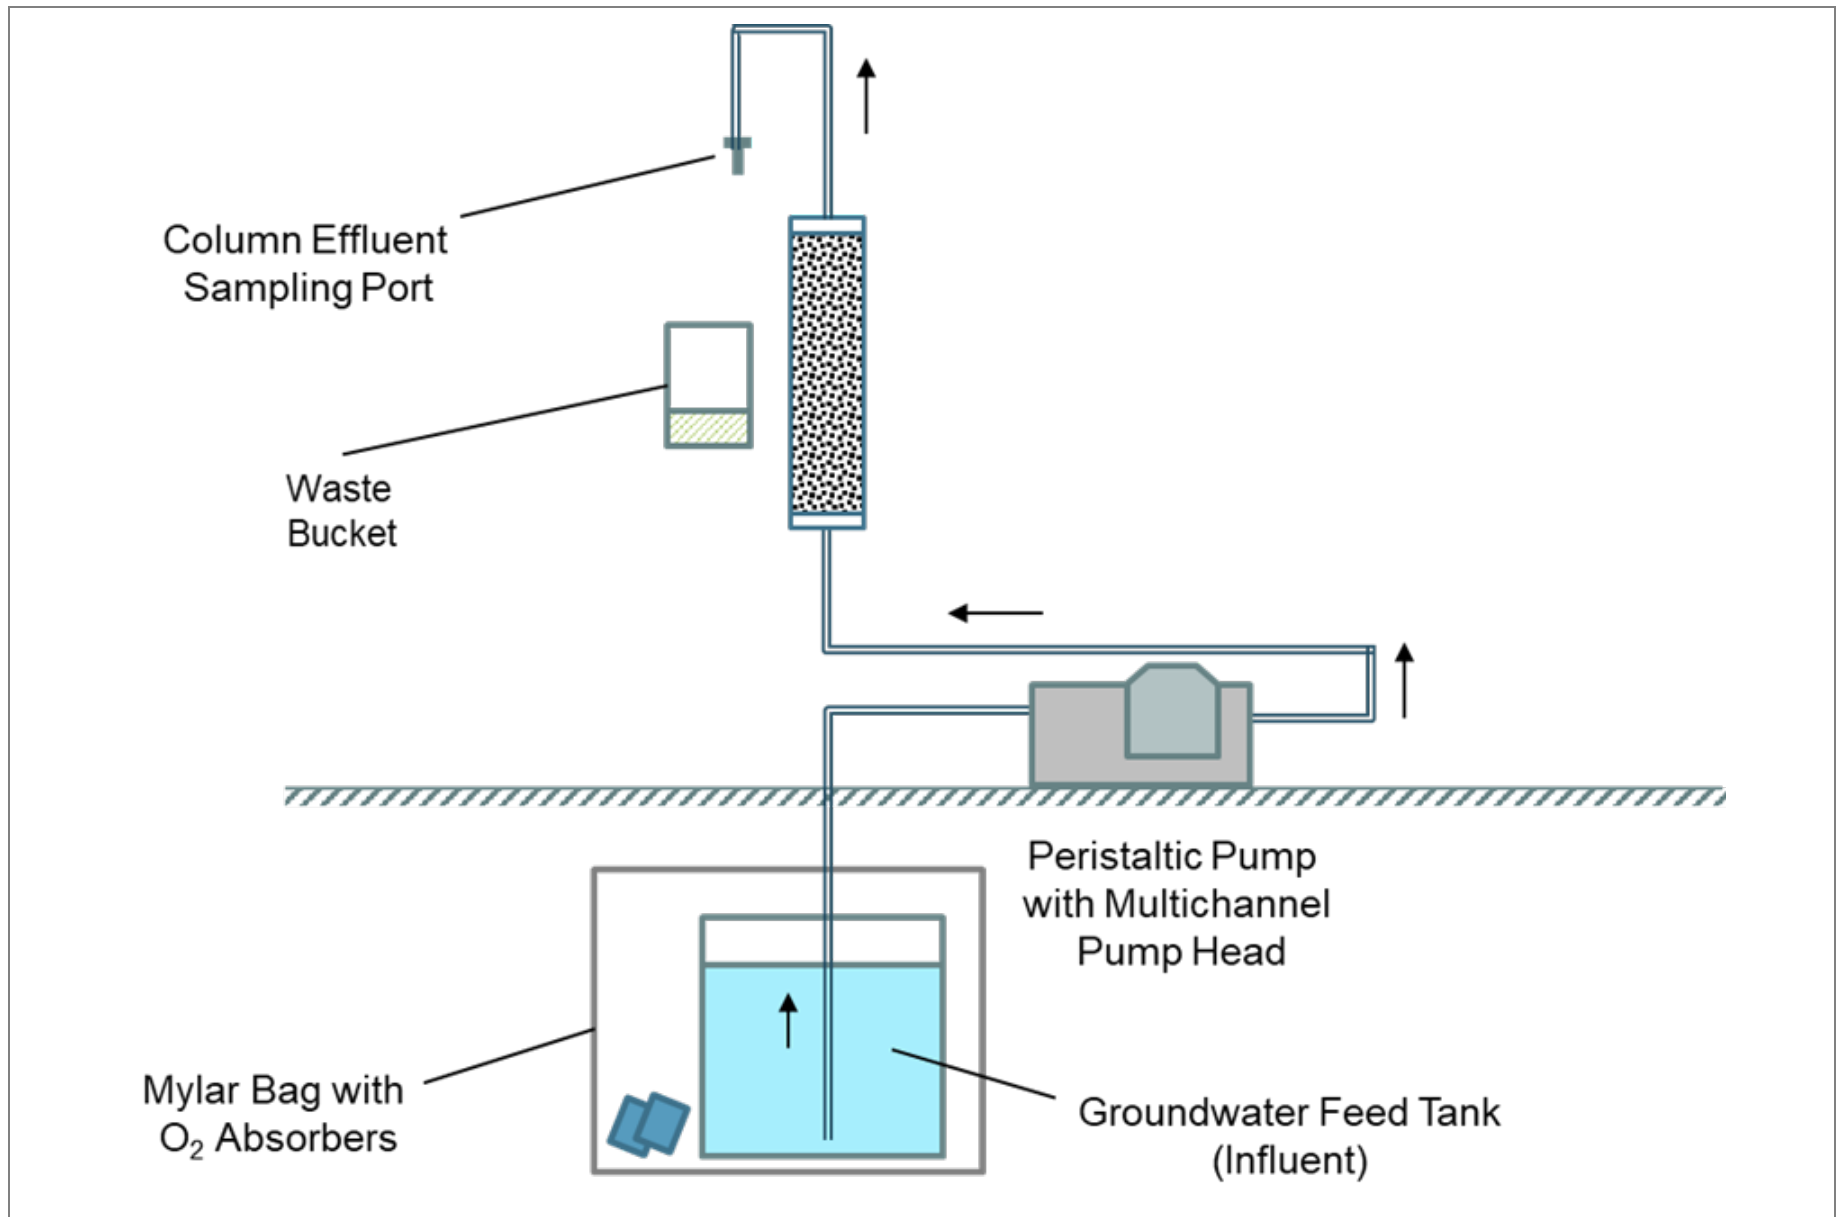 Column Effluent
Sampling Port
Waste
Bucket
Peristaltic Pump
with Multichannel
Pump Head
Mylar Bag with
O₂ Absorbers
Groundwater Feed Tank
(Influent)